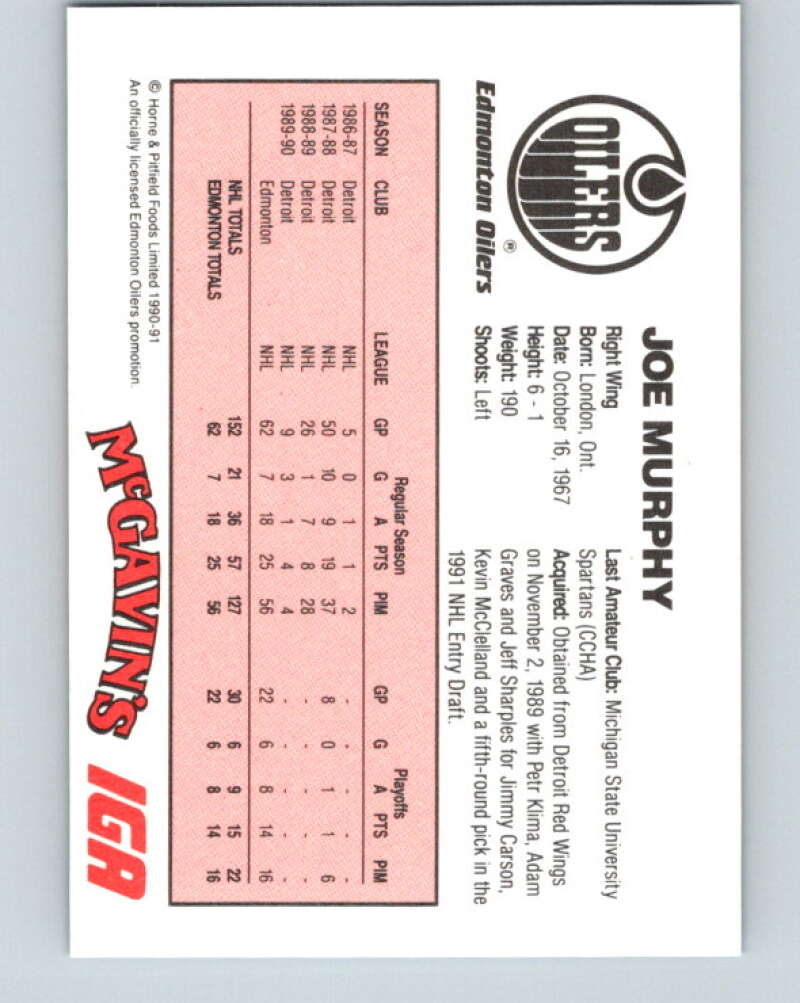 OILERS
®
Edmonton Oilers
JOE MURPHY
Right Wing
Born: London, Ont.
Date: October 16, 1967
Height: 6 - 1
Weight: 190
Shoots: Left
Last Amateur Club: Michigan State University
Spartans (CCHA)
Acquired: Obtained from Detroit Red Wings
on November 2, 1989 with Petr Klima, Adam
Graves and Jeff Sharples for Jimmy Carson,
Kevin McClelland and a fifth-round pick in the
1991 NHL Entry Draft.
Regular Season Playoffs
SEASON CLUB LEAGUE GP G A PTS PIM GP G A PTS PIM
1986-87 Detroit NHL 5 0 1 1 2 - - - - -
1987-88 Detroit NHL 50 10 9 19 37 8 0 1 1 6
1988-89 Detroit NHL 26 1 7 8 28 - - - - -
1989-90 Detroit NHL 9 3 1 4 4 - - - - -
Edmonton NHL 62 7 18 25 56 22 6 8 14 16
NHL TOTALS 152 21 36 57 127 30 6 9 15 22
EDMONTON TOTALS 62 7 18 25 56 22 6 8 14 16
© Horne & Pitfield Foods Limited 1990-91
An officially licensed Edmonton Oilers promotion.
McGAVIN'S
IGA